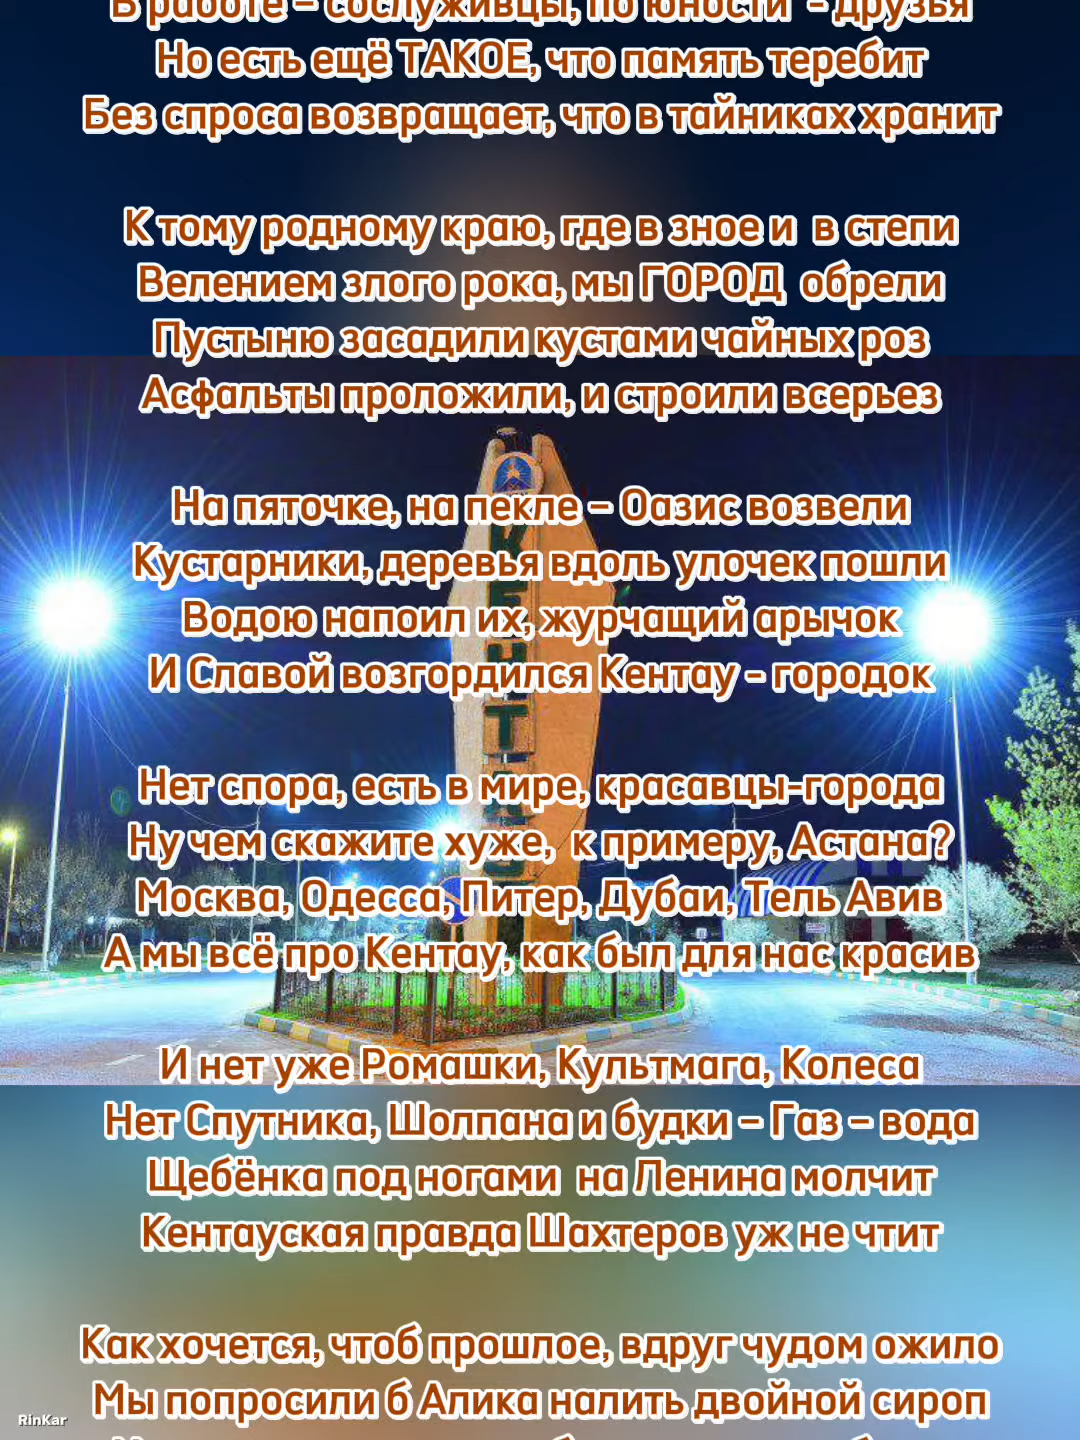 В работе – сослуживцы, по юности - друзья
Но есть ещё ТАКОЕ, что память теребит
Без спроса возвращает, что в тайниках хранит
К тому родному краю, где в зное и в степи
Велением злого рока, мы ГОРОД обрели
Пустыню засадили кустами чайных роз
Асфальты проложили, и строили всерьез
На пяточке, на пекле – Оазис возвели
Кустарники, деревья вдоль улочек пошли
Водою напоил их, журчащий арычок
И Славой возгордился Кентау - городок
Нет спора, есть в мире, красавцы-города
Ну чем скажите хуже, к примеру, Астана?
Москва, Одесса, Питер, Дубаи, Тель Авив
А мы всё про Кентау, как был для нас красив
И нет уже Ромашки, Культмага, Колеса
Нет Спутника, Шолпана и будки – Газ – вода
Щебёнка под ногами на Ленина молчит
Кентауская правда Шахтеров уж не чтит
Как хочется, чтоб прошлое, вдруг чудом ожило
Мы попросили б Алика налить двойной сироп
RinKar
КЕНТАУ